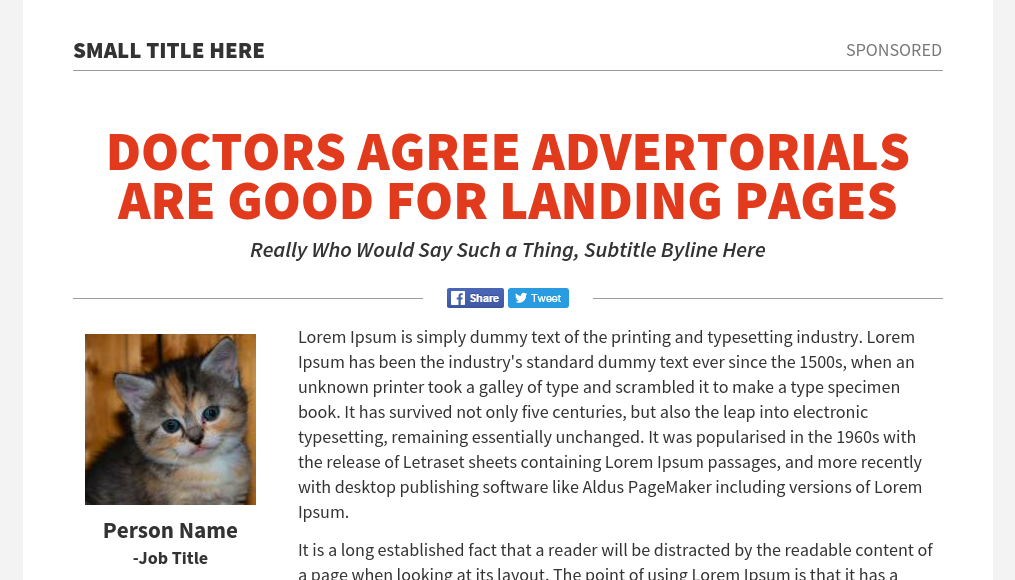 SMALL TITLE HERE
SPONSORED
DOCTORS AGREE ADVERTORIALS
ARE GOOD FOR LANDING PAGES
Really Who Would Say Such a Thing, Subtitle Byline Here
Share
Tweet
Person Name
-Job Title
Lorem Ipsum is simply dummy text of the printing and typesetting industry. Lorem
Ipsum has been the industry's standard dummy text ever since the 1500s, when an
unknown printer took a galley of type and scrambled it to make a type specimen
book. It has survived not only five centuries, but also the leap into electronic
typesetting, remaining essentially unchanged. It was popularised in the 1960s with
the release of Letraset sheets containing Lorem Ipsum passages, and more recently
with desktop publishing software like Aldus PageMaker including versions of Lorem
Ipsum.
It is a long established fact that a reader will be distracted by the readable content of
a page when looking at its layout. The point of using Lorem Ipsum is that it has a